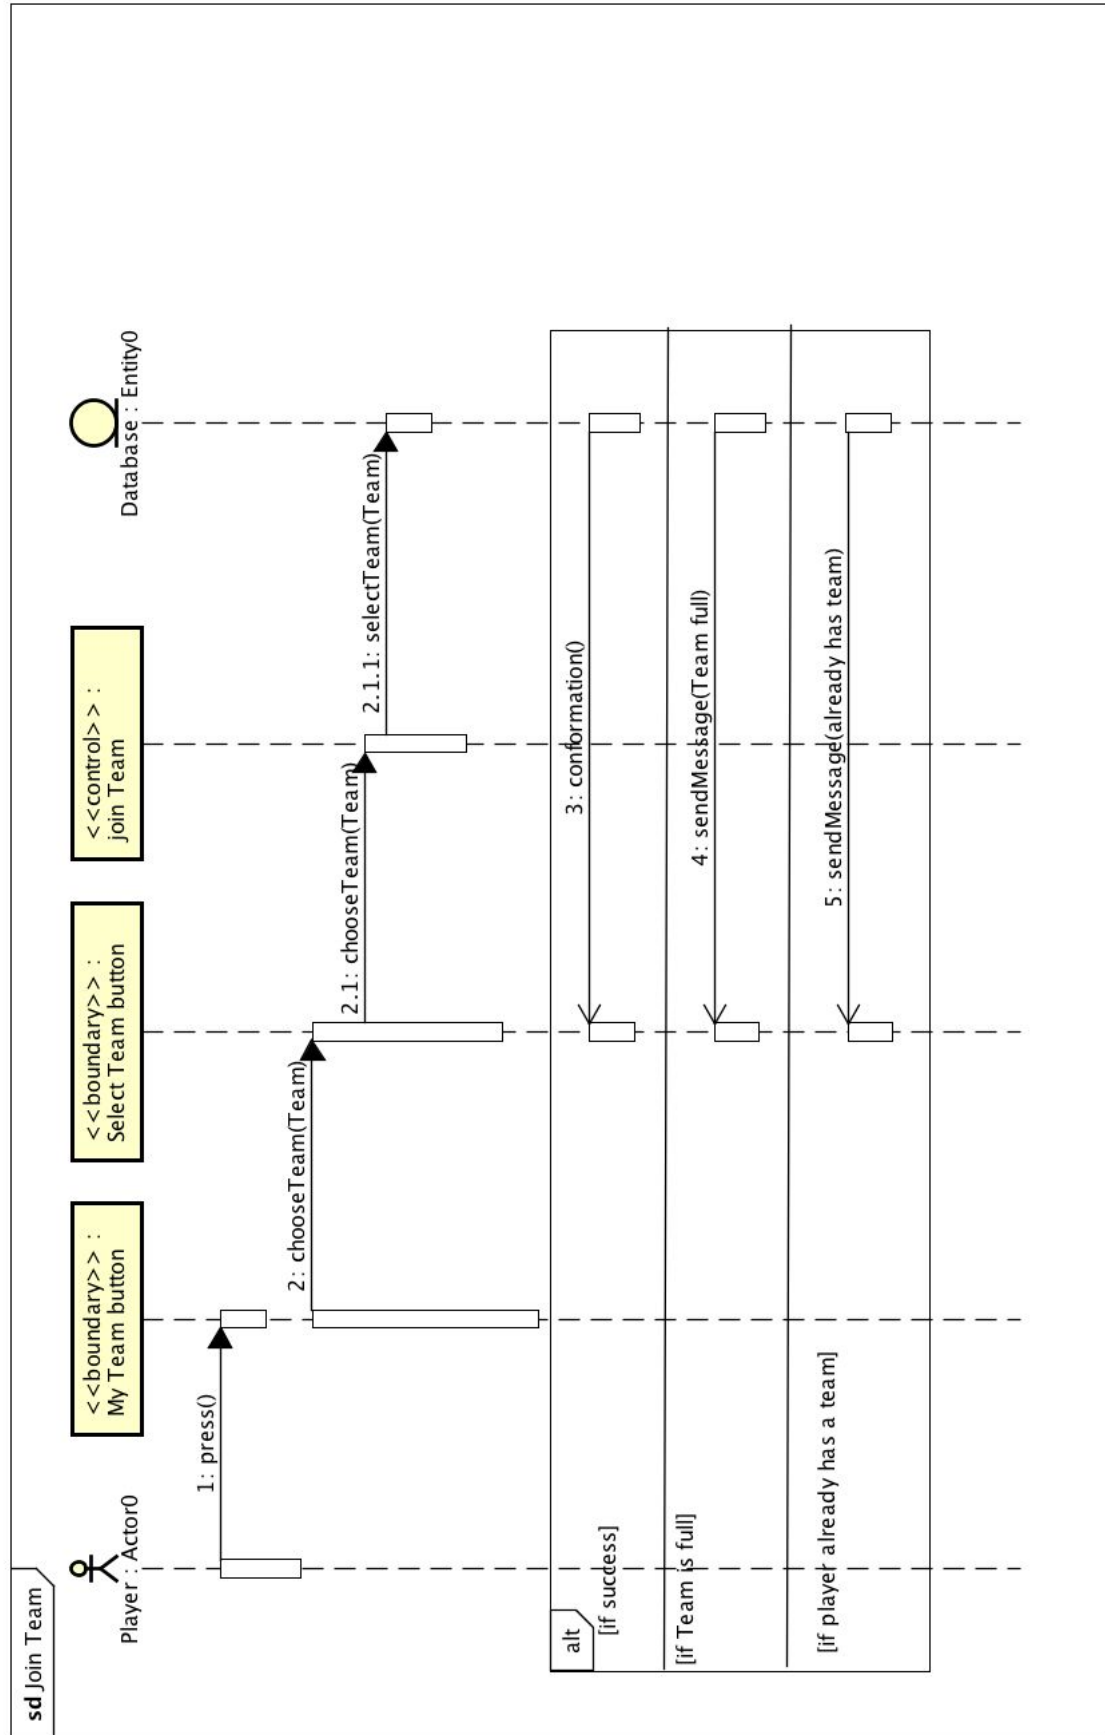 sd Join Team
Player : Actor0
<<boundary>> :
My Team button
<<boundary>> :
Select Team button
<<control>> :
join Team
Database : Entity0
1: press()
2: chooseTeam(Team)
2.1: chooseTeam(Team)
2.1.1: selectTeam(Team)
alt
[if success]
3: conformation()
[if Team is full]
4: sendMessage(Team full)
[if player already has a team]
5: sendMessage(already has team)